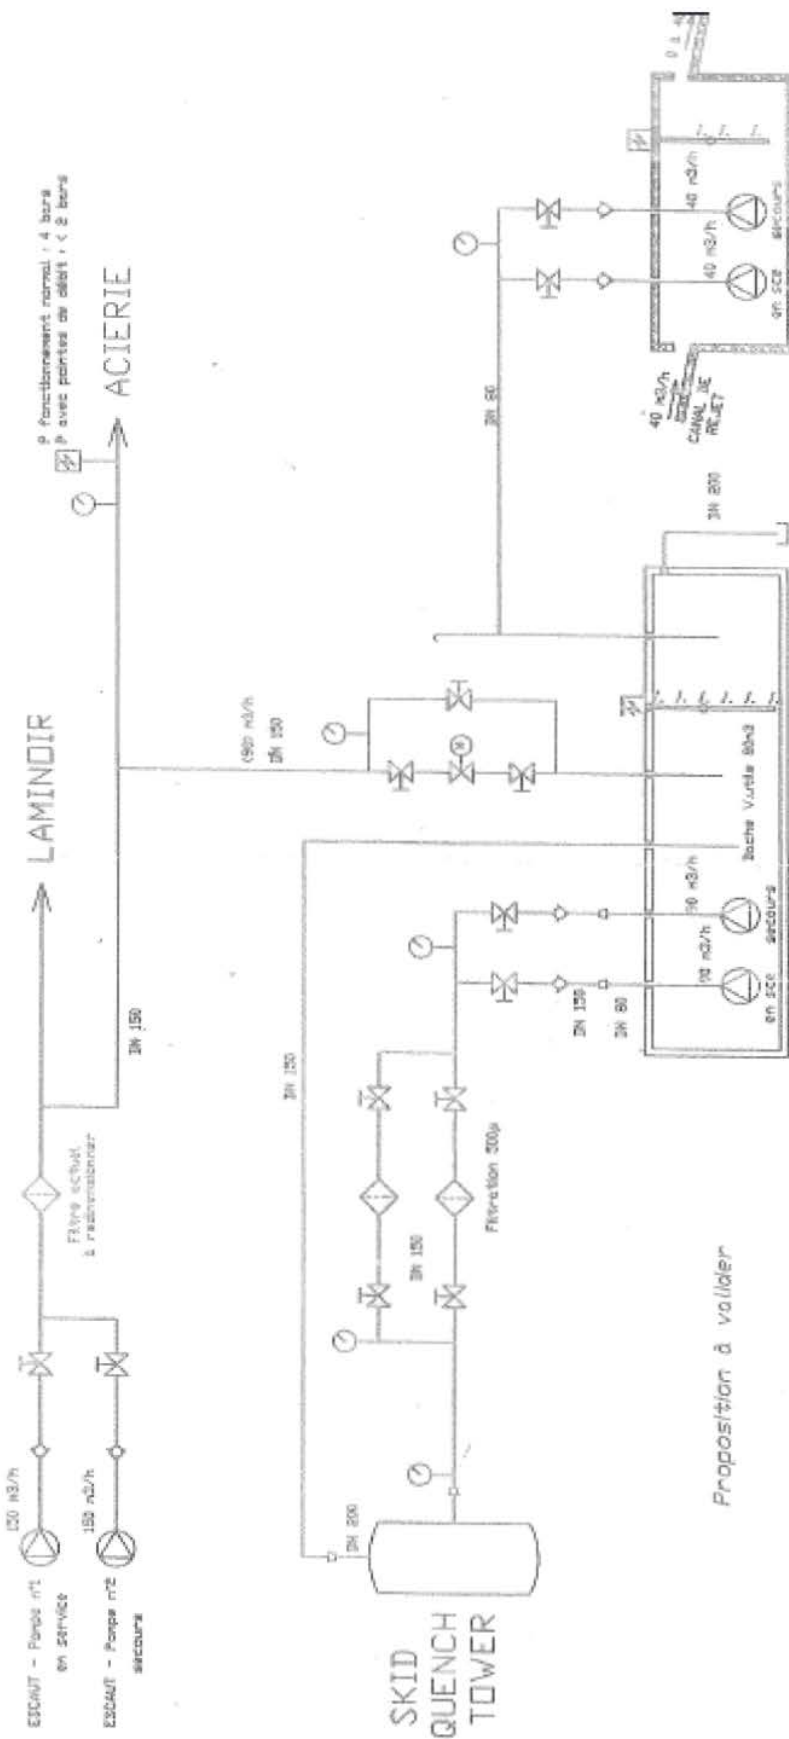 ESCAUT - Pompe n°1
en service
150 m3/h
ESCAUT - Pompe n°2
secours
150 m3/h
Filtre actuel
à redimensionner
LAMINOIR
DN 150
P fonctionnement normal : 4 bars
P avec pointes de débit : < 2 bars
ACIERIE
(90) m3/h
DN 150
DN 150
DN 200
SKID
QUENCH
TOWER
DN 150
Filtration 500µ
DN 150
DN 80
90 m3/h
90 m3/h
en sce
secours
Bache V.utile 80m3
DN 200
DN 80
40 m3/h
CANAL DE
REJET
40 m3/h
40 m3/h
en sce
secours
Proposition à valider